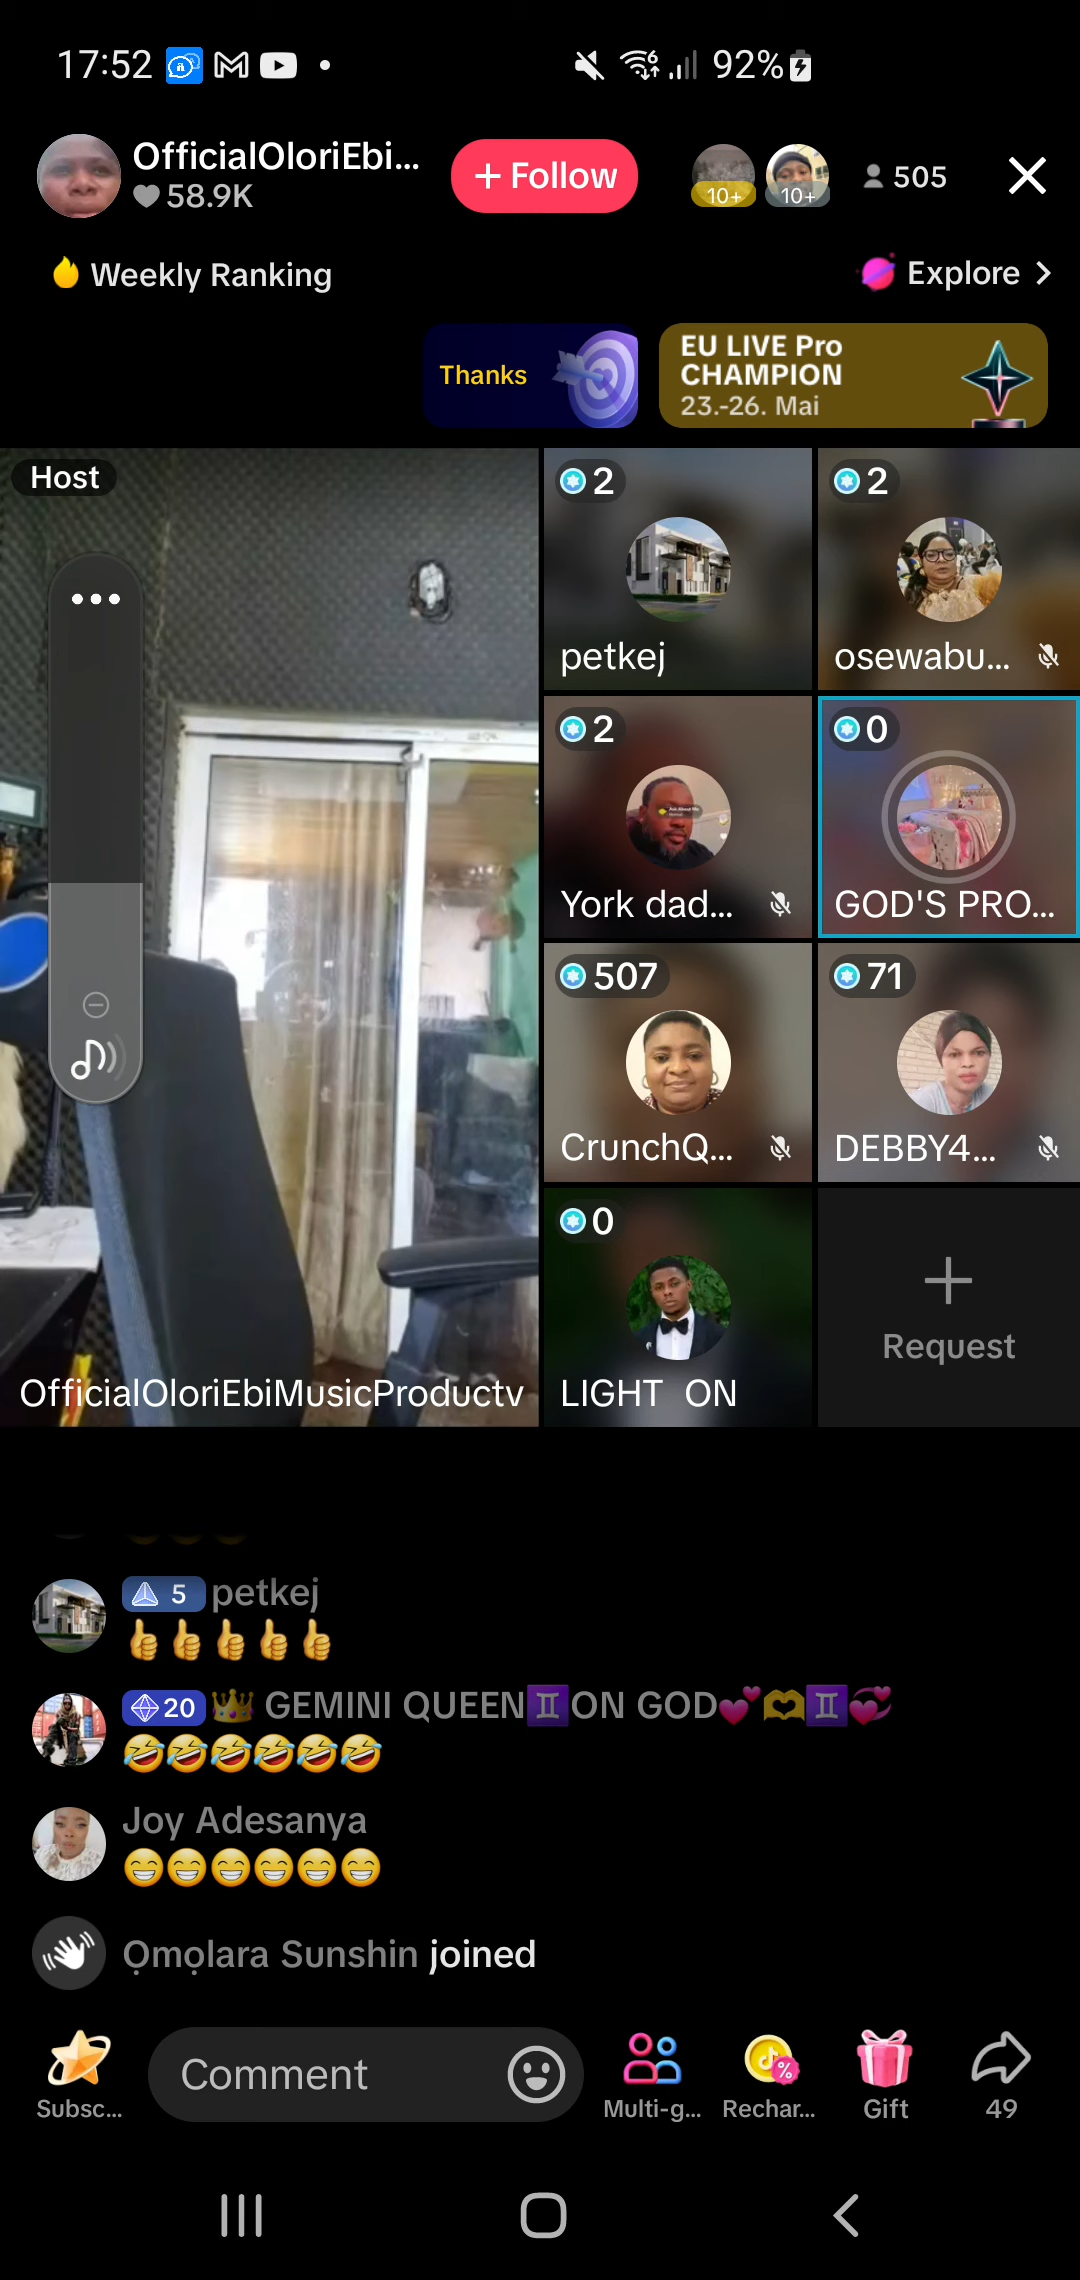 17:52
92%
OfficialOloriEbi...
58.9K
+ Follow
10+
10+
505
Weekly Ranking
Explore >
Thanks
EU LIVE Pro
CHAMPION
23.-26. Mai
Host
2
petkej
2
osewabu...
2
York dad...
0
GOD'S PRO...
507
CrunchQ...
71
DEBBY4...
OfficialOloriEbiMusicProductv
0
LIGHT ON
Request
5 petkej
👍👍👍👍👍
20 👑 GEMINI QUEEN♊ON GOD💕🫶♊💞
🤣🤣🤣🤣🤣🤣
Joy Adesanya
😁😁😁😁😁😁
Ọmọlara Sunshin joined
Comment
Subsc...
Multi-g...
Rechar...
Gift
49